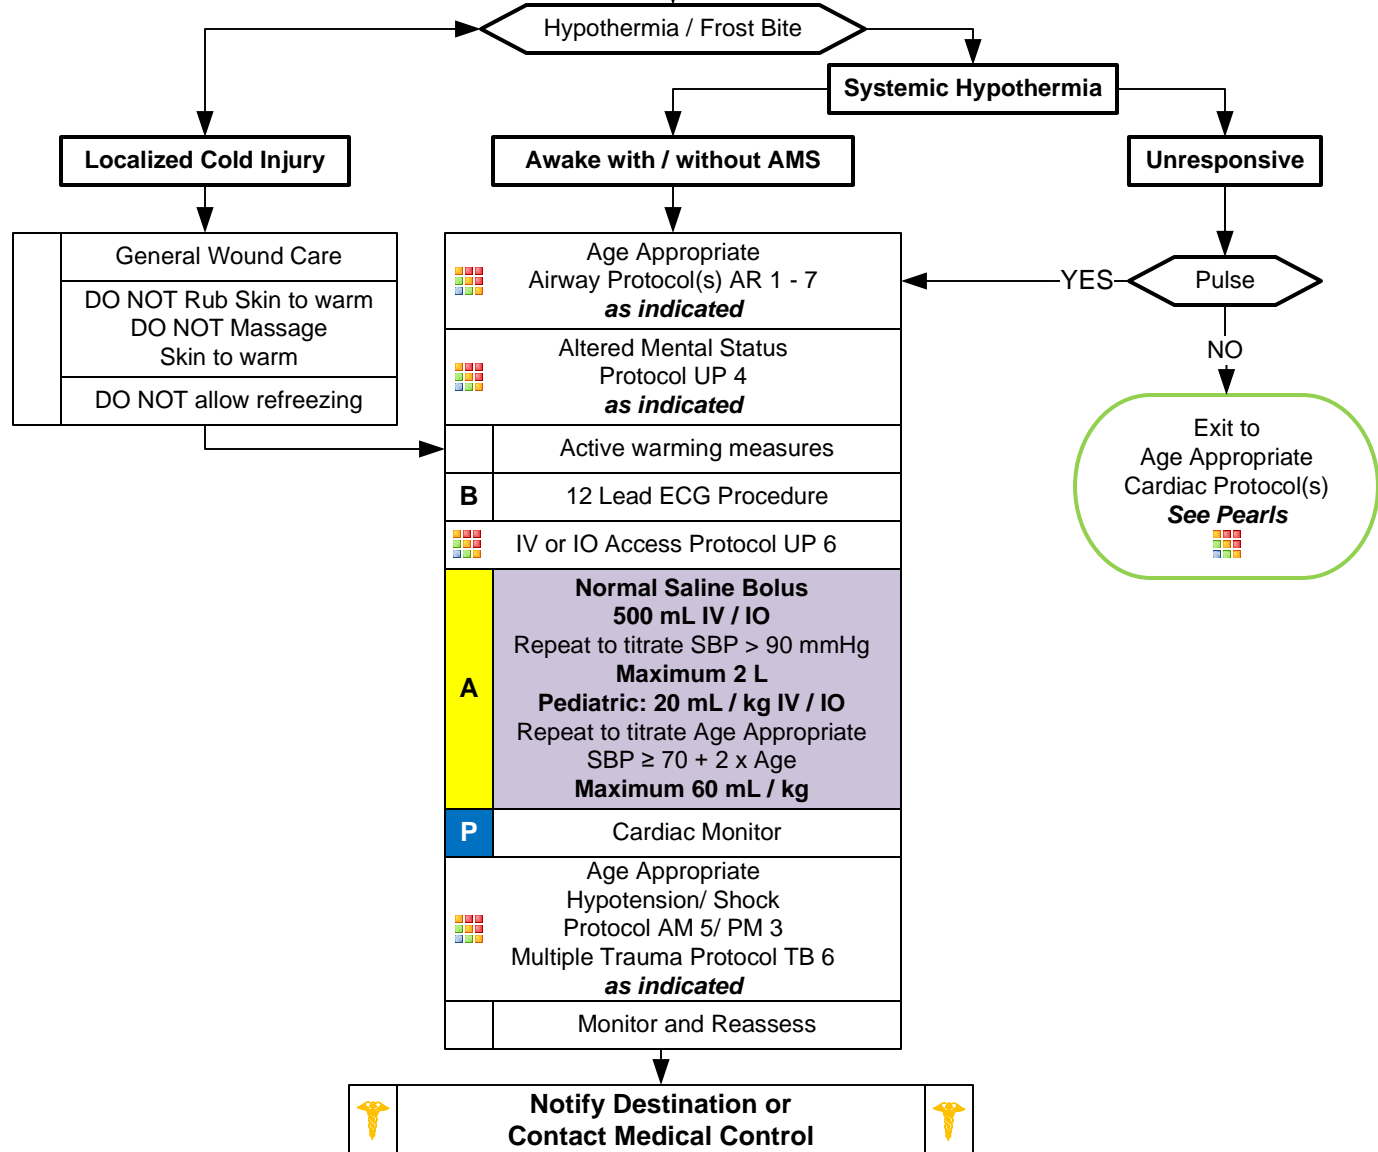 Hypothermia / Frost Bite
Systemic Hypothermia
Localized Cold Injury
Awake with / without AMS
Unresponsive
General Wound Care
DO NOT Rub Skin to warm
DO NOT Massage
Skin to warm
DO NOT allow refreezing
Age Appropriate
Airway Protocol(s) AR 1 - 7
as indicated
Altered Mental Status
Protocol UP 4
as indicated
Active warming measures
B
12 Lead ECG Procedure
IV or IO Access Protocol UP 6
A
Normal Saline Bolus
500 mL IV / IO
Repeat to titrate SBP > 90 mmHg
Maximum 2 L
Pediatric: 20 mL / kg IV / IO
Repeat to titrate Age Appropriate
SBP ≥ 70 + 2 x Age
Maximum 60 mL / kg
P
Cardiac Monitor
Age Appropriate
Hypotension/ Shock
Protocol AM 5/ PM 3
Multiple Trauma Protocol TB 6
as indicated
Monitor and Reassess
YES
Pulse
NO
Exit to
Age Appropriate
Cardiac Protocol(s)
See Pearls
Notify Destination or
Contact Medical Control